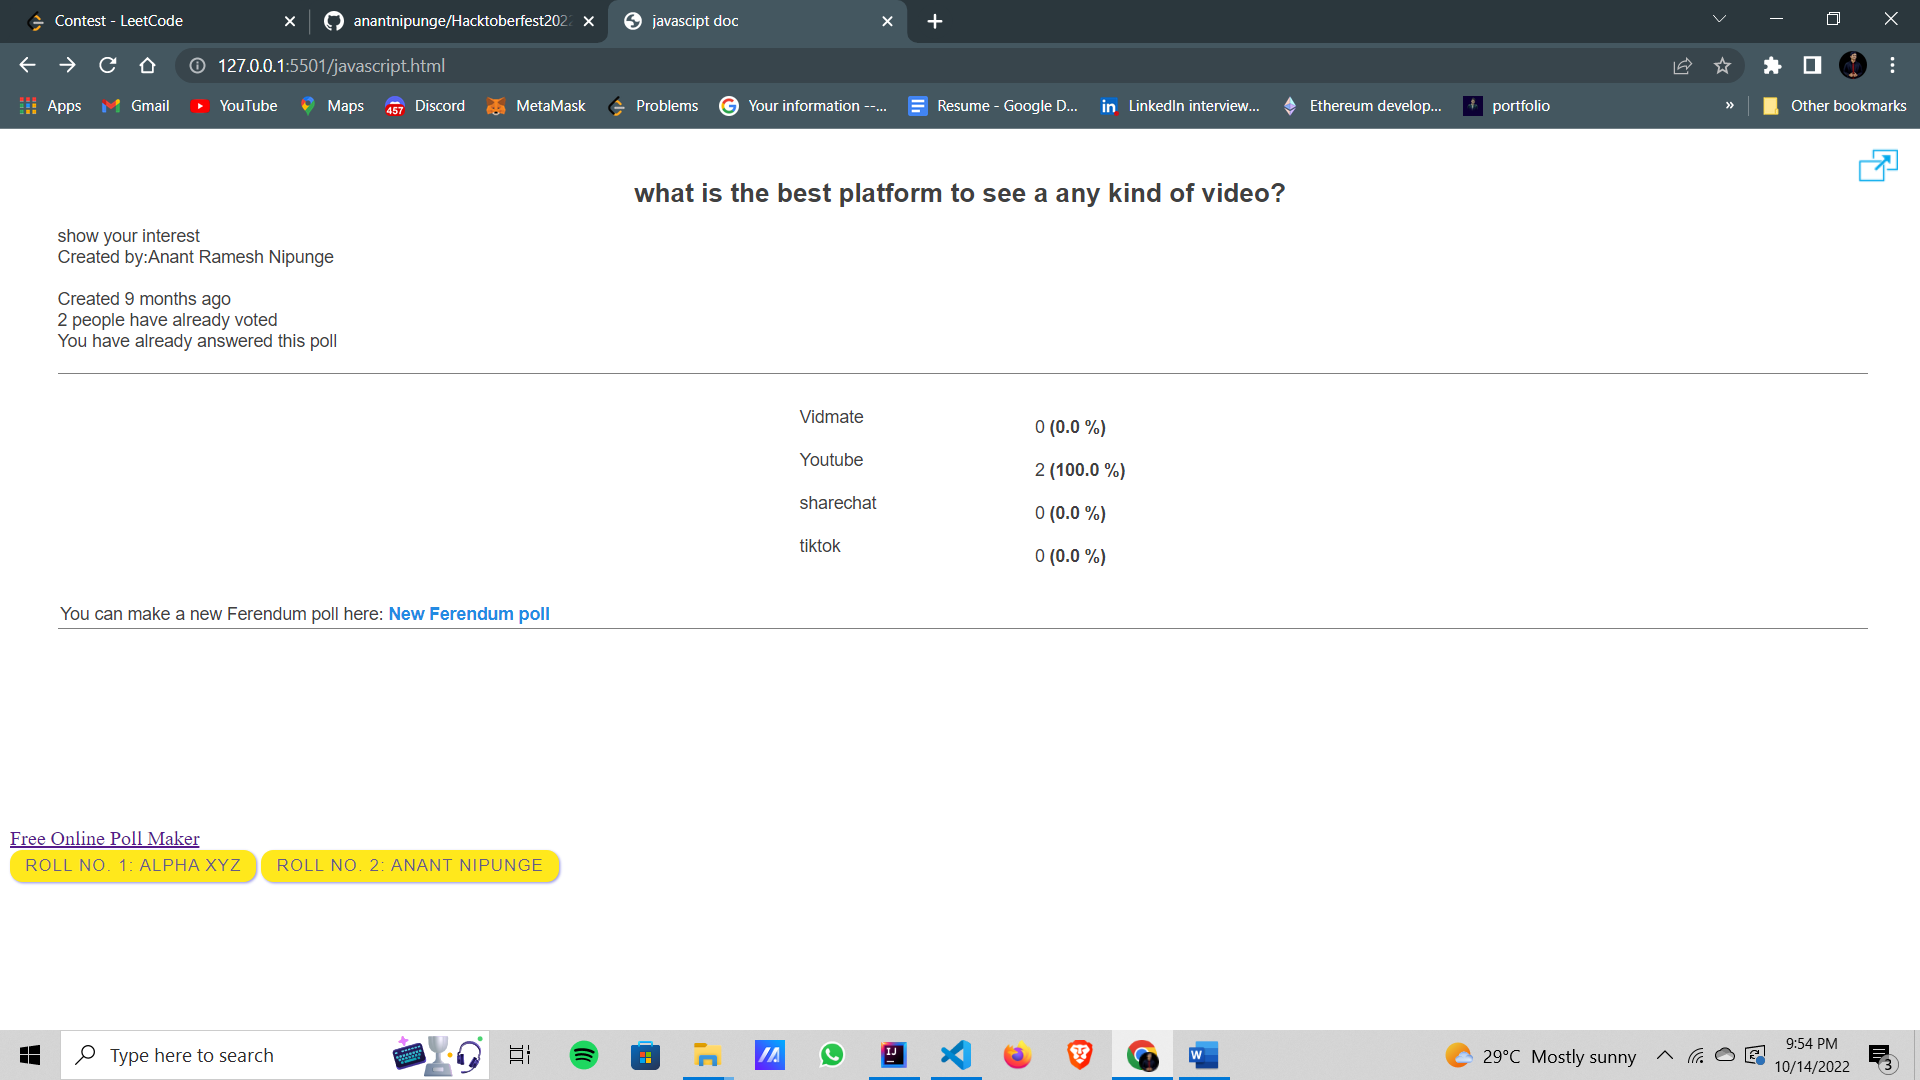 Contest - LeetCode
anantnipunge/Hacktoberfest202
javascipt doc
127.0.0.1:5501/javascript.html
Apps
Gmail
YouTube
Maps
457
Discord
MetaMask
Problems
Your information --...
Resume - Google D...
LinkedIn interview...
Ethereum develop...
portfolio
»
Other bookmarks
what is the best platform to see a any kind of video?
show your interest
Created by:Anant Ramesh Nipunge
Created 9 months ago
2 people have already voted
You have already answered this poll
Vidmate 0 (0.0 %)
Youtube 2 (100.0 %)
sharechat 0 (0.0 %)
tiktok 0 (0.0 %)
You can make a new Ferendum poll here: New Ferendum poll
Free Online Poll Maker
ROLL NO. 1: ALPHA XYZ
ROLL NO. 2: ANANT NIPUNGE
Type here to search
29°C Mostly sunny
9:54 PM
10/14/2022
3